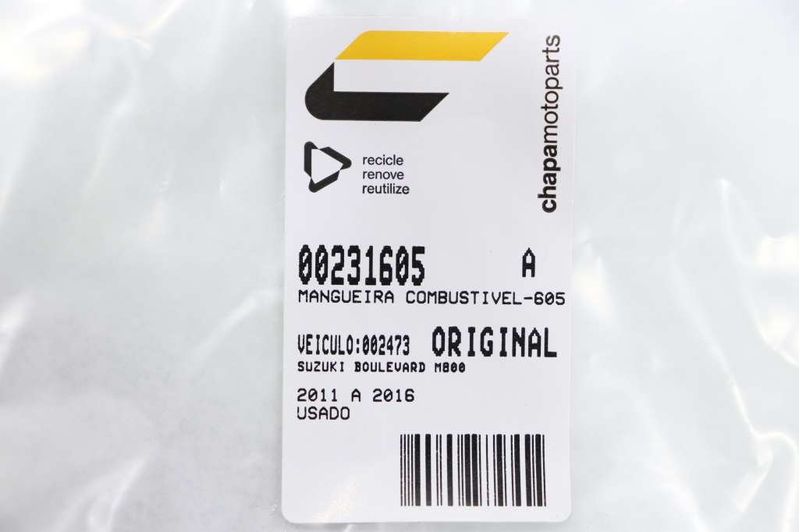 chapamotoparts
recicle
renove
reutilize
00231605 A
MANGUEIRA COMBUSTIVEL-605
VEICULO:002473 ORIGINAL
SUZUKI BOULEVARD M800
2011 A 2016
USADO